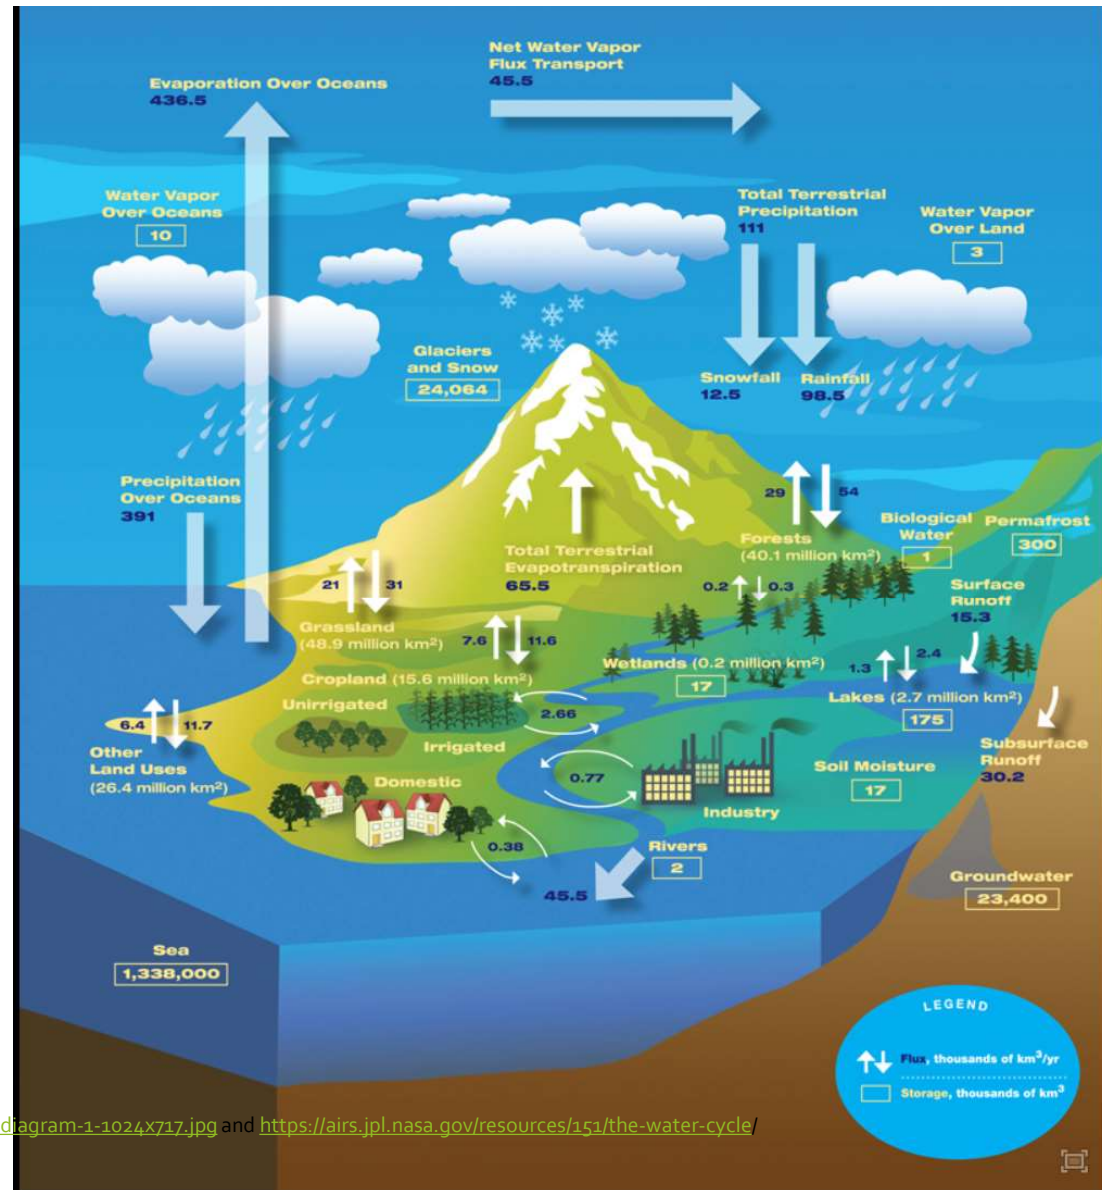 Net Water Vapor
Flux Transport
45.5
Evaporation Over Oceans
436.5
Water Vapor
Over Oceans
10
Total Terrestrial
Precipitation
111
Water Vapor
Over Land
3
Glaciers
and Snow
24,064
Snowfall
12.5
Rainfall
98.5
Precipitation
Over Oceans
391
29
54
Forests
(40.1 million km²)
Biological
Water
1
Permafrost
300
Total Terrestrial
Evapotranspiration
65.5
21
31
Grassland
(48.9 million km²)
0.2
0.3
Surface
Runoff
15.3
7.6
11.6
Cropland (15.6 million km²)
Wetlands (0.2 million km²)
17
1.3
2.4
Lakes (2.7 million km²)
175
Unirrigated
Irrigated
2.66
6.4
11.7
Other
Land Uses
(26.4 million km²)
Subsurface
Runoff
30.2
Domestic
0.77
Industry
Soil Moisture
17
0.38
Rivers
2
45.5
Groundwater
23,400
Sea
1,338,000
LEGEND
Flux, thousands of km³/yr
Storage, thousands of km³
diagram-1-1024x717.jpg and https://airs.jpl.nasa.gov/resources/151/the-water-cycle/